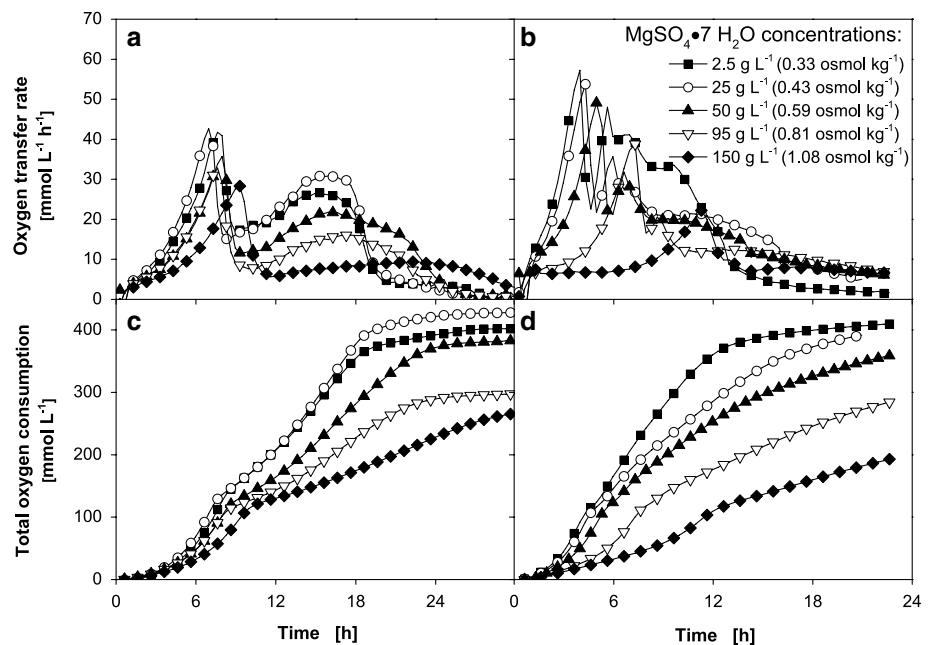 70
60
50
40
30
20
10
0
Oxygen transfer rate
[mmol L⁻¹ h⁻¹]
a
b
MgSO₄•7 H₂O concentrations:
2.5 g L⁻¹ (0.33 osmol kg⁻¹)
25 g L⁻¹ (0.43 osmol kg⁻¹)
50 g L⁻¹ (0.59 osmol kg⁻¹)
95 g L⁻¹ (0.81 osmol kg⁻¹)
150 g L⁻¹ (1.08 osmol kg⁻¹)
400
300
200
100
0
Total oxygen consumption
[mmol L⁻¹]
c
d
0 6 12 18 24
0 6 12 18 24
Time [h]
Time [h]